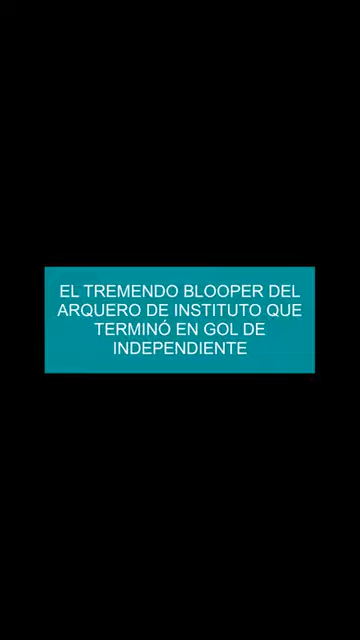 EL TREMENDO BLOOPER DEL
ARQUERO DE INSTITUTO QUE
TERMINÓ EN GOL DE
INDEPENDIENTE